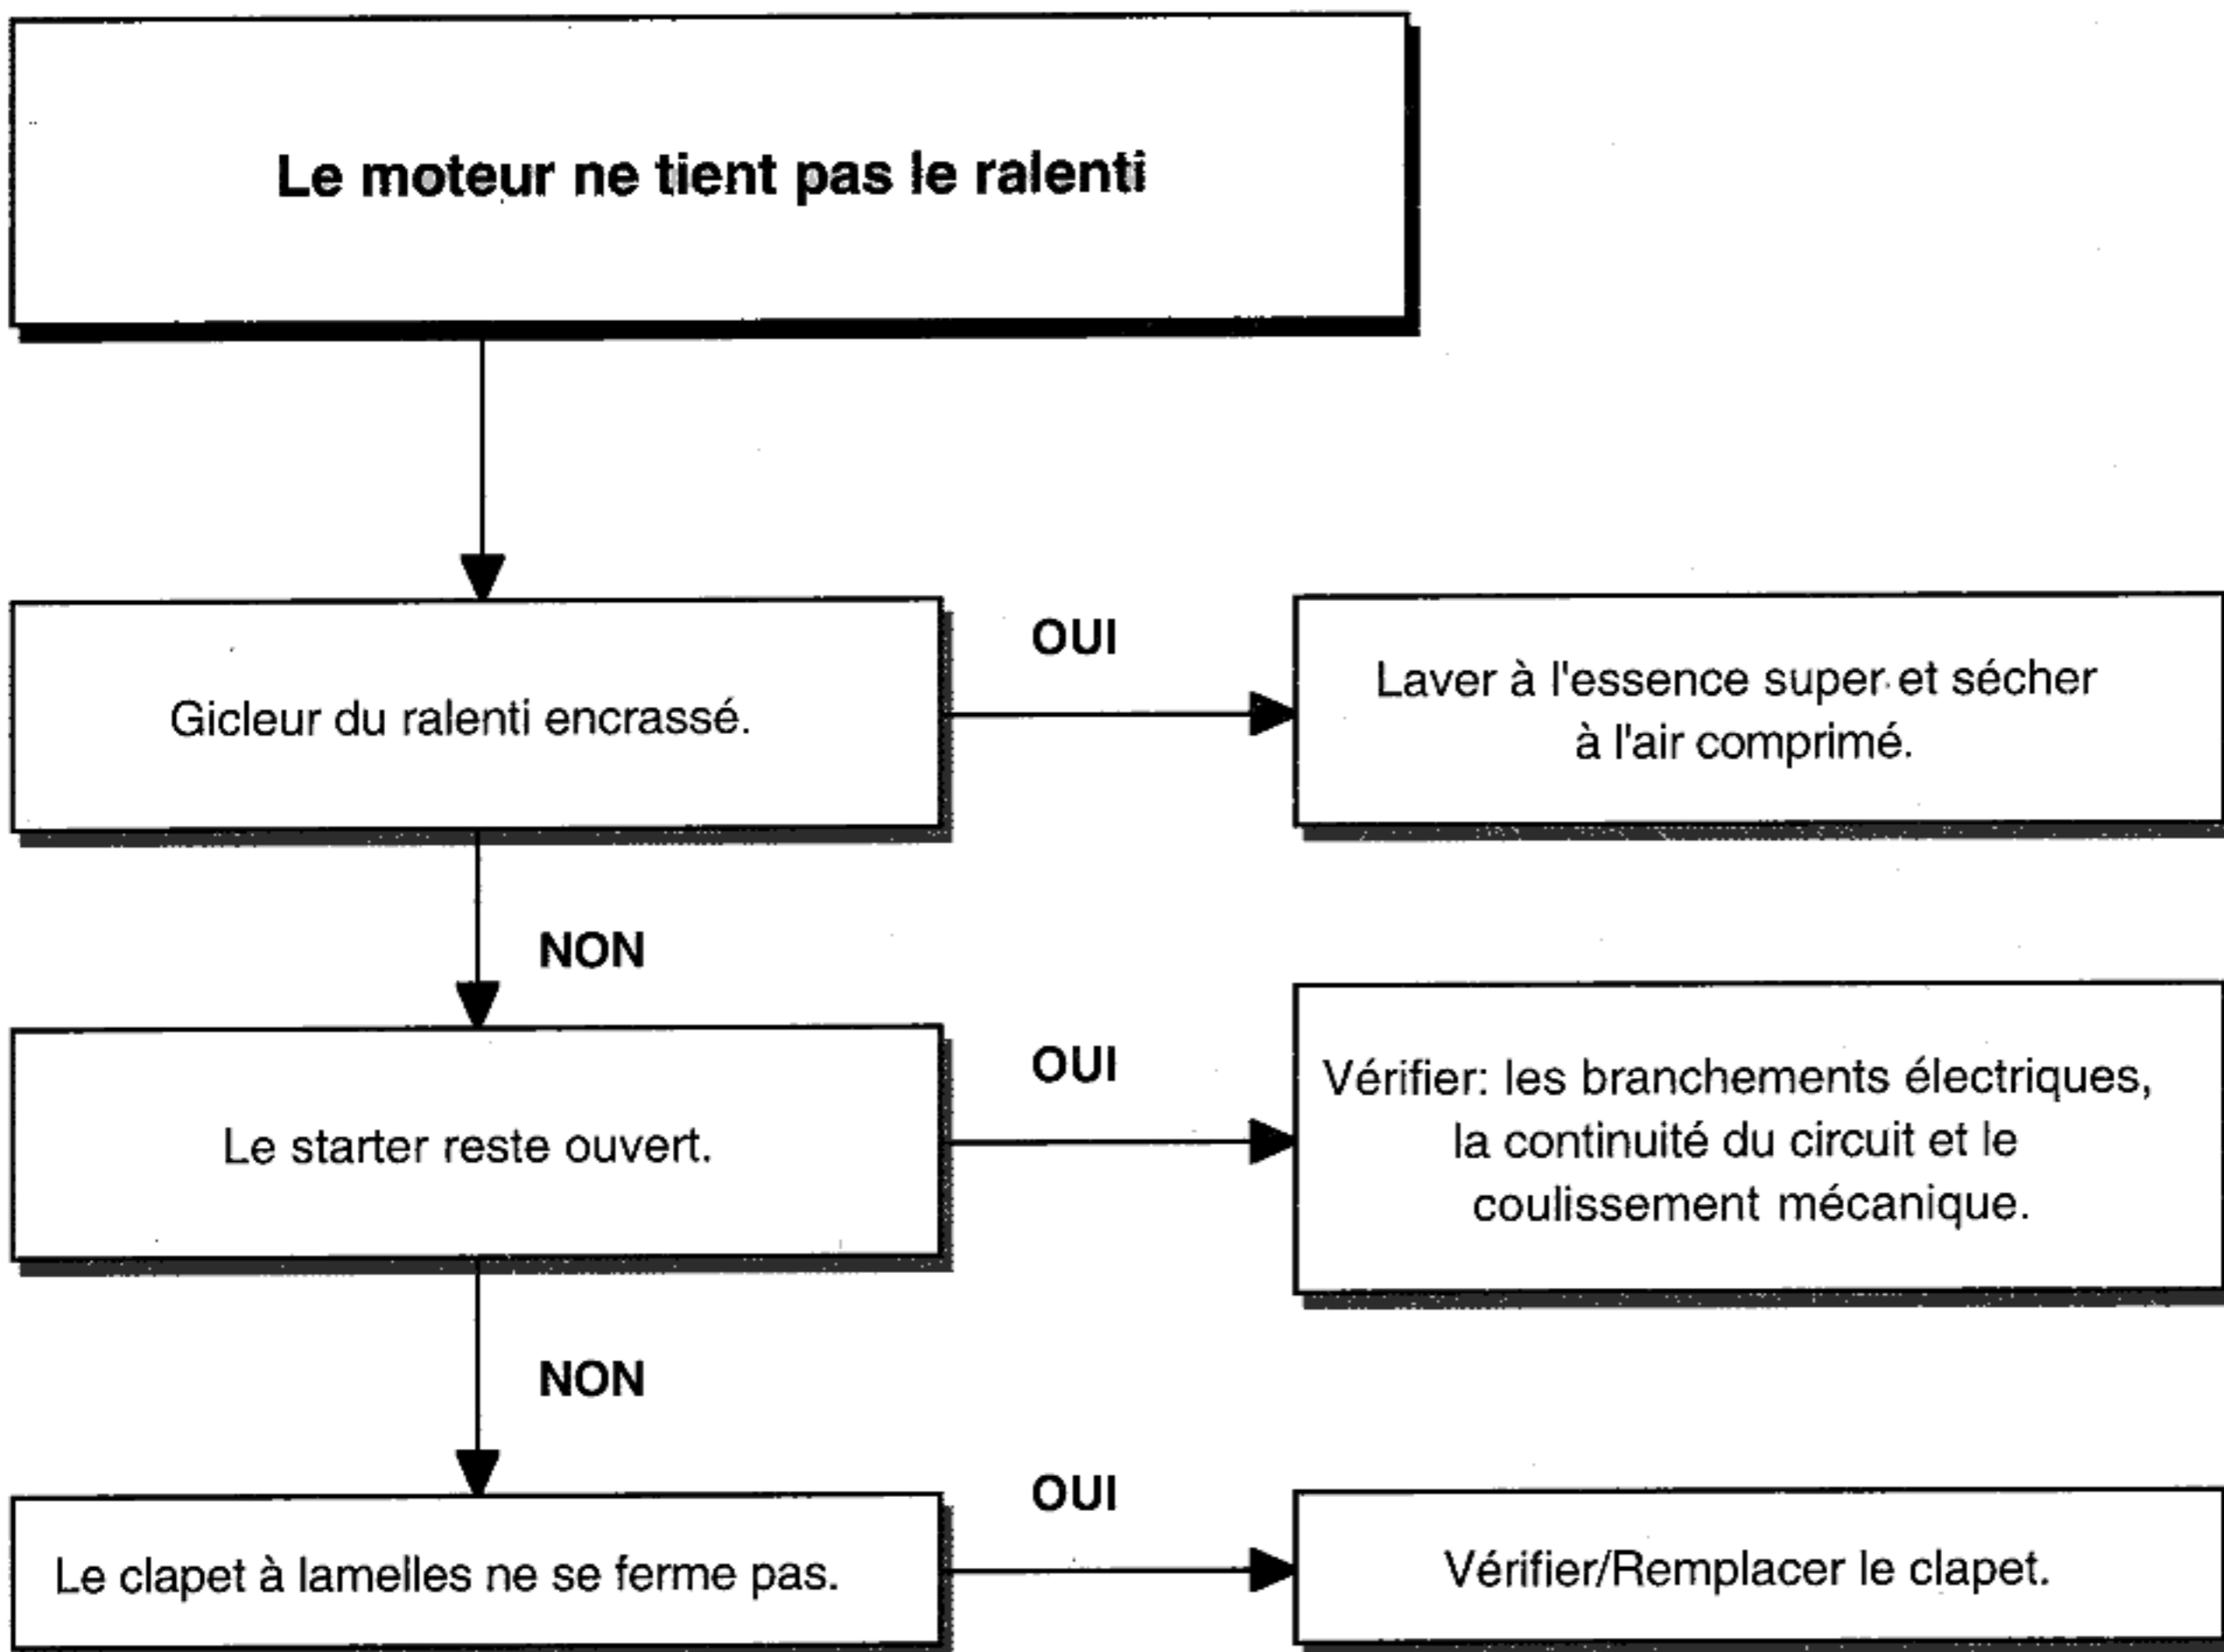 Le moteur ne tient pas le ralenti
Gicleur du ralenti encrassé.
OUI
Laver à l'essence super et sécher
à l'air comprimé.
NON
Le starter reste ouvert.
OUI
Vérifier: les branchements électriques,
la continuité du circuit et le
coulissement mécanique.
NON
Le clapet à lamelles ne se ferme pas.
OUI
Vérifier/Remplacer le clapet.